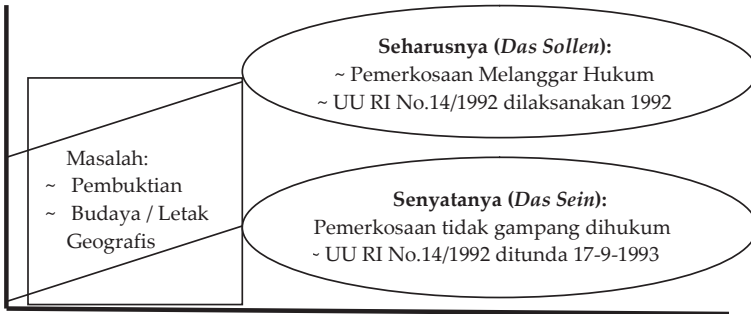 Seharusnya (Das Sollen):
~ Pemerkosaan Melanggar Hukum
~ UU RI No.14/1992 dilaksanakan 1992
Masalah:
~ Pembuktian
~ Budaya / Letak
Geografis
Senyatanya (Das Sein):
Pemerkosaan tidak gampang dihukum
~ UU RI No.14/1992 ditunda 17-9-1993